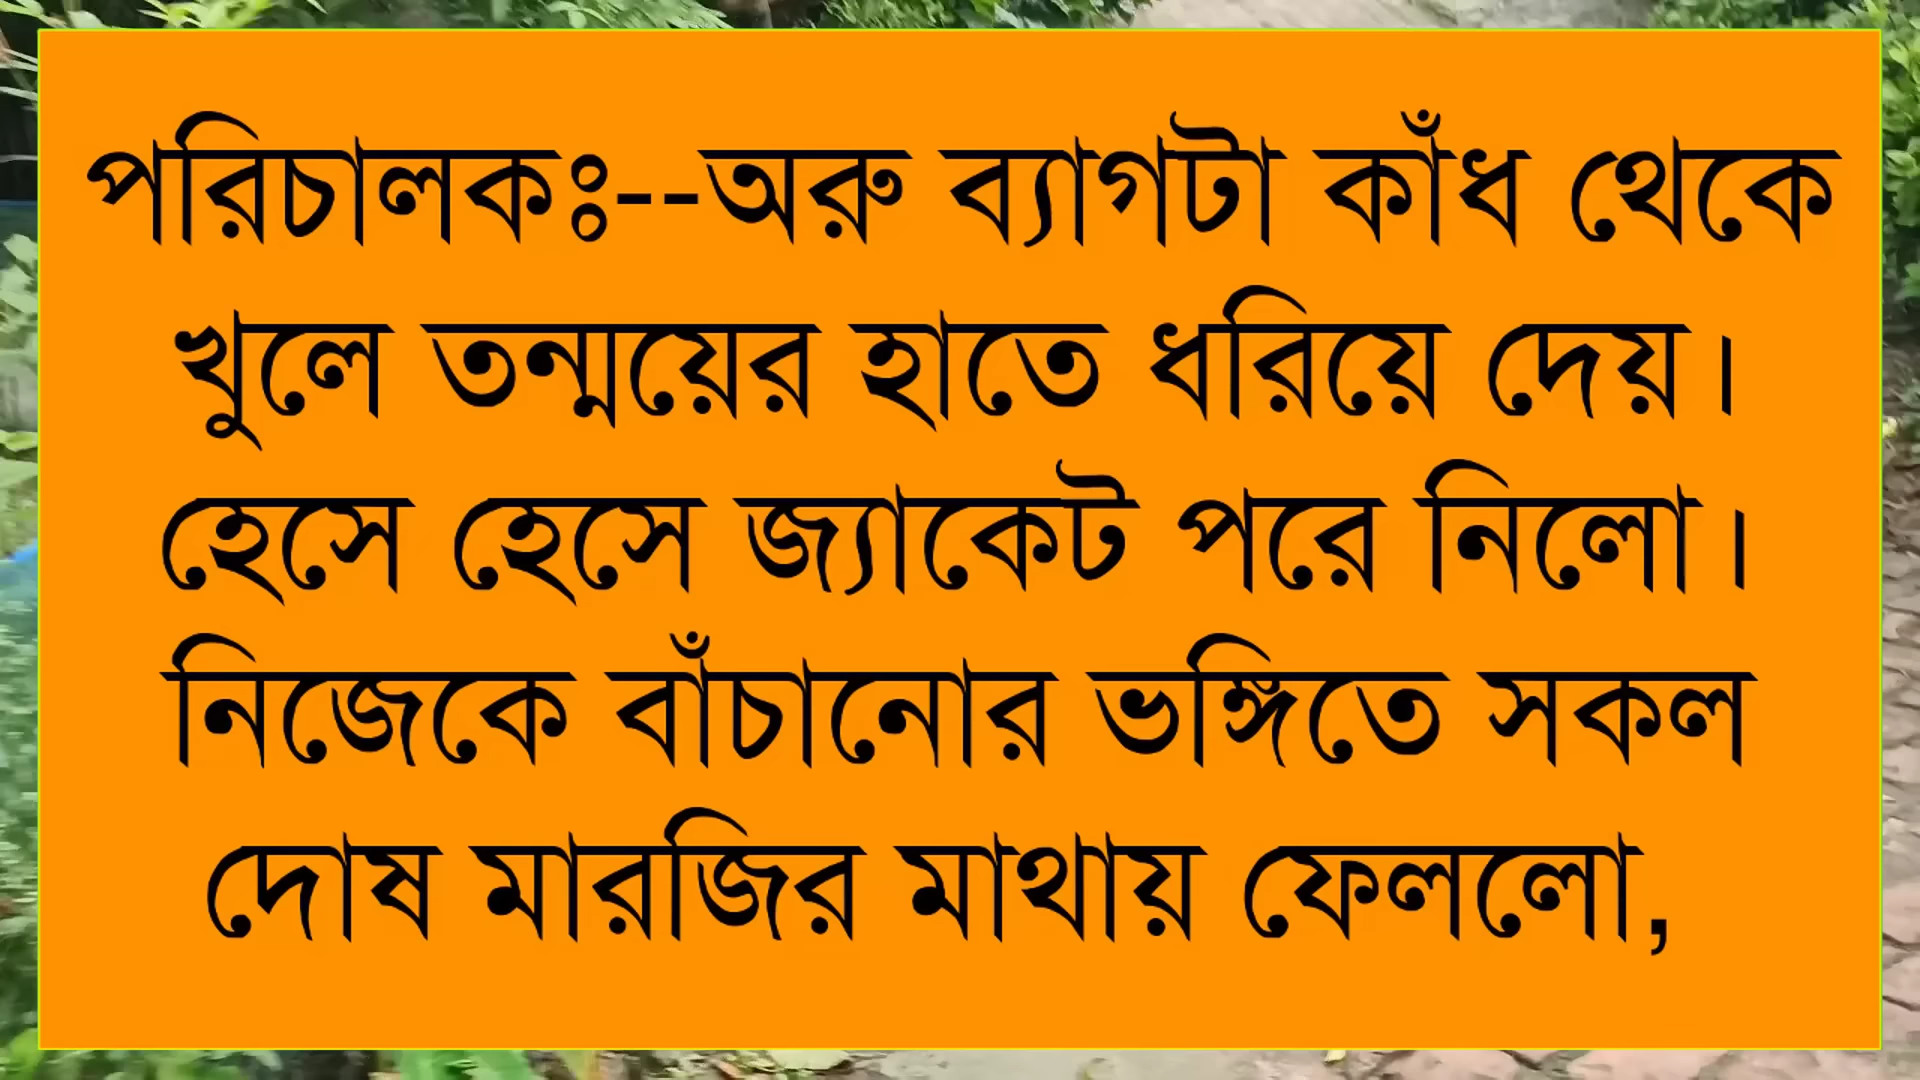 পরিচালকঃ--অরু ব্যাগটা কাঁধ থেকে
খুলে তন্ময়ের হাতে ধরিয়ে দেয়।
হেসে হেসে জ্যাকেট পরে নিলো।
নিজেকে বাঁচানোর ভঙ্গিতে সকল
দোষ মারজির মাথায় ফেললো,